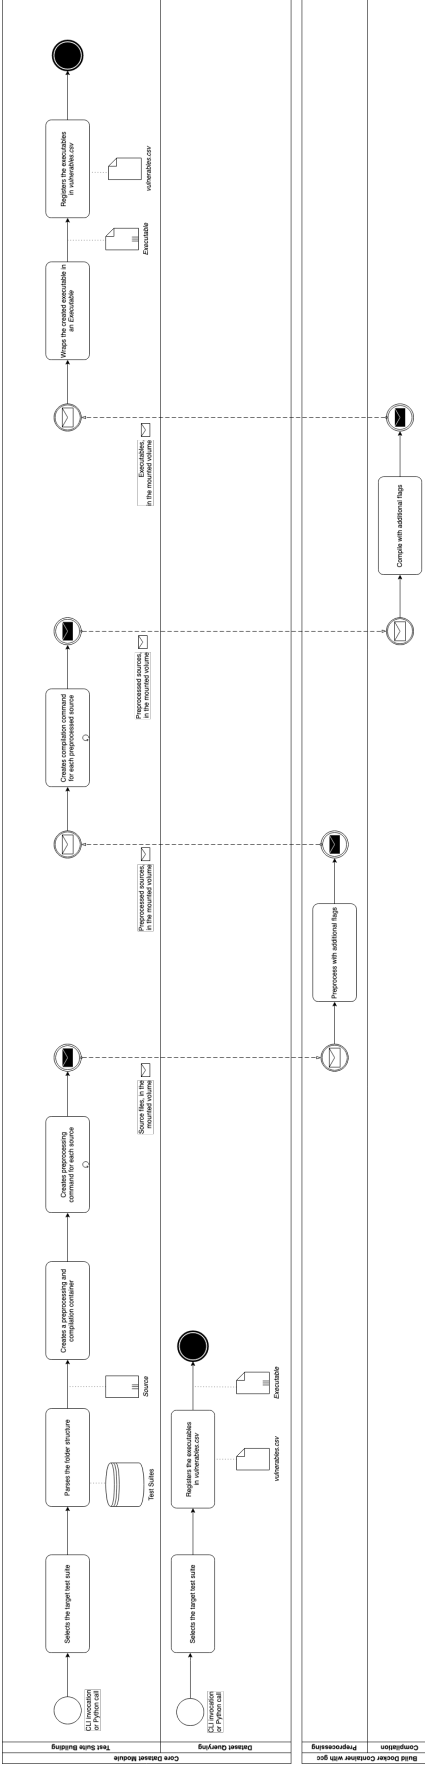 Core Dataset Module
Test Suite Building
CLI invocation
or Python call
Selects the target test suite
Parses the folder structure
Test Suites
Source
Creates a preprocessing and
compilation container
Creates preprocessing
command for each source
Source files, in the
mounted volume
Preprocessed sources,
in the mounted volume
Creates compilation command
for each preprocessed source
Preprocessed sources,
in the mounted volume
Executables,
in the mounted volume
Wraps the created executable in
an Executable
Executable
Registers the executables
in vulnerables.csv
vulnerables.csv
Dataset Querying
CLI invocation
or Python call
Selects the target test suite
Registers the executables
in vulnerables.csv
vulnerables.csv
Executable
Build Docker Container with gcc
Preprocessing
Preprocess with additional flags
Compilation
Compile with additional flags